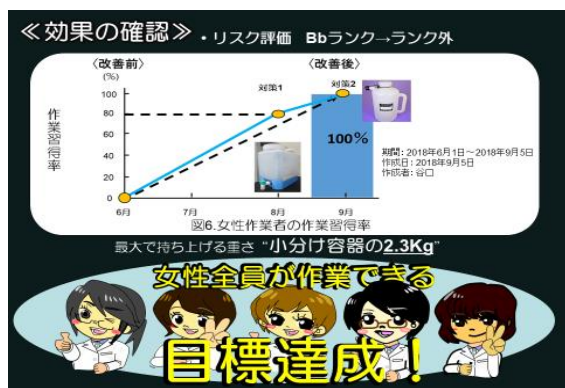 ≪効果の確認≫ ・リスク評価 Bbランク→ランク外
〈改善前〉 〈改善後〉
(%)
対策1 対策2
作業習得率
100
80
60
40
20
0
100%
6月 7月 8月 9月
期間:2018年6月1日~2018年9月5日
作成日:2018年9月5日
作成者:谷口
図6.女性作業者の作業習得率
最大で持ち上げる重さ “小分け容器の2.3Kg”
女性全員が作業できる
目標達成!